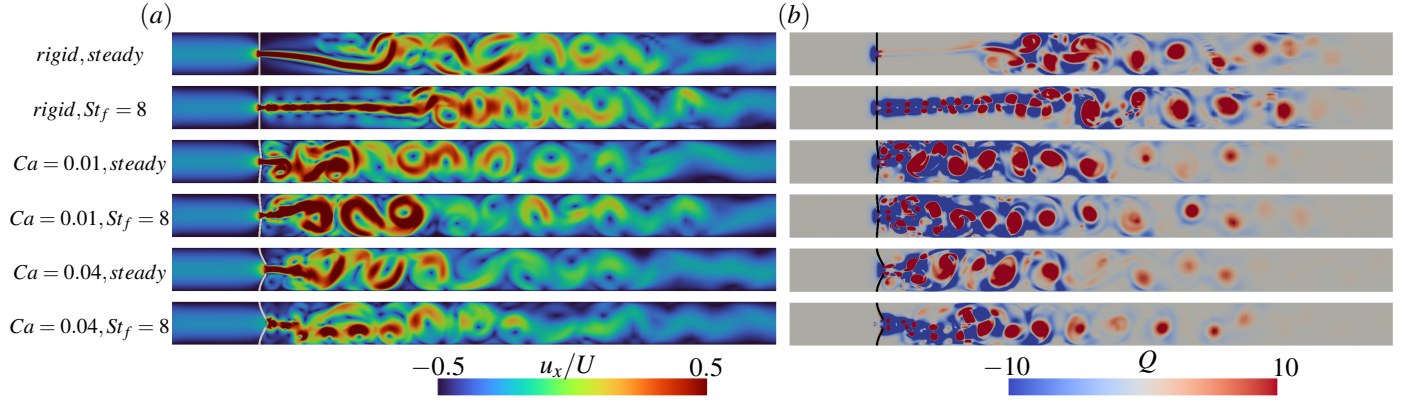 (a) (b)
rigid, steady
rigid, St_f = 8
Ca = 0.01, steady
Ca = 0.01, St_f = 8
Ca = 0.04, steady
Ca = 0.04, St_f = 8
−0.5 u_x/U 0.5 −10 Q 10